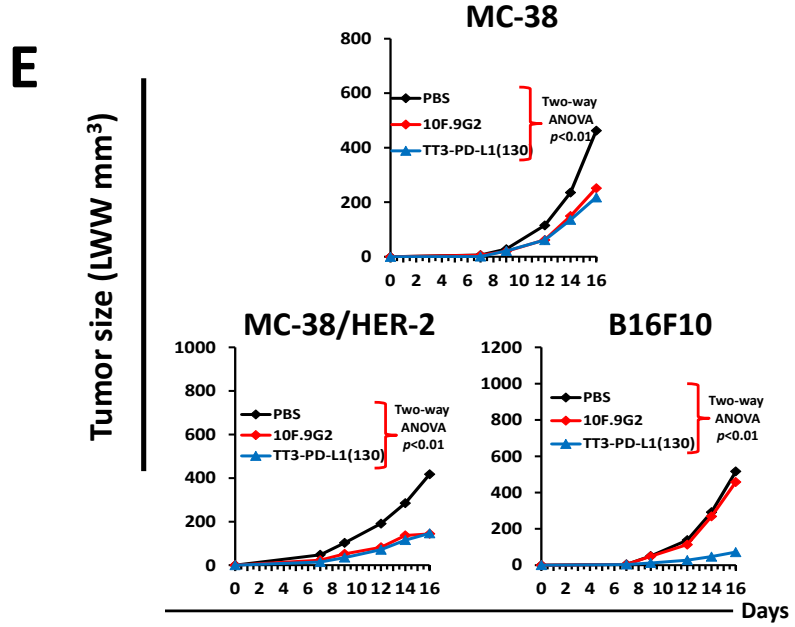 E
Tumor size (LWW mm³)
MC-38
800
600
400
200
0
PBS
10F.9G2
TT3-PD-L1(130)
Two-way
ANOVA
p<0.01
0 2 4 6 8 10 12 14 16
MC-38/HER-2
1000
800
600
400
200
0
PBS
10F.9G2
TT3-PD-L1(130)
Two-way
ANOVA
p<0.01
0 2 4 6 8 10 12 14 16
B16F10
1200
1000
800
600
400
200
0
PBS
10F.9G2
TT3-PD-L1(130)
Two-way
ANOVA
p<0.01
0 2 4 6 8 10 12 14 16
Days